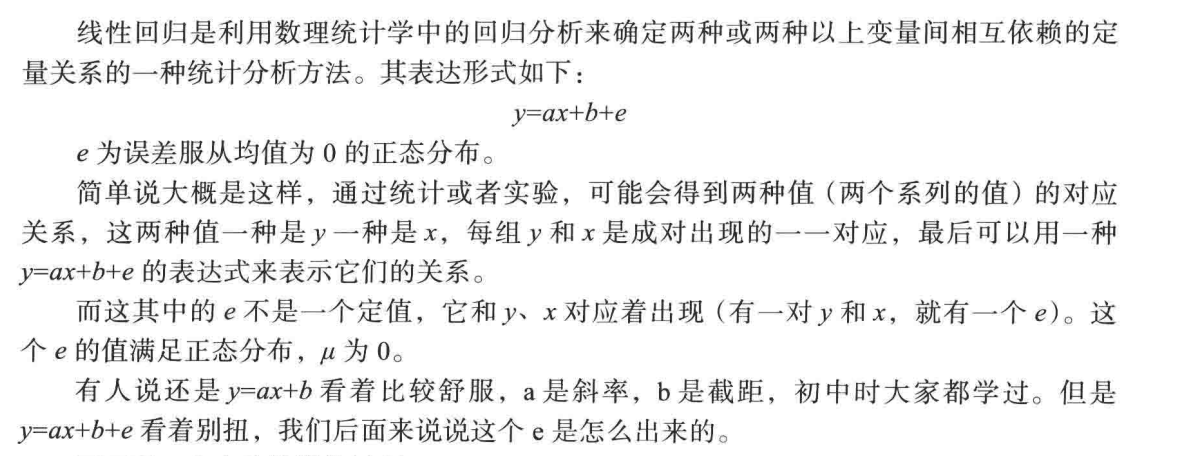 线性回归是利用数理统计学中的回归分析来确定两种或两种以上变量间相互依赖的定
量关系的一种统计分析方法。其表达形式如下：
y=ax+b+e
e 为误差服从均值为 0 的正态分布。
简单说大概是这样，通过统计或者实验，可能会得到两种值（两个系列的值）的对应
关系，这两种值一种是 y 一种是 x，每组 y 和 x 是成对出现的一一对应，最后可以用一种
y=ax+b+e 的表达式来表示它们的关系。
而这其中的 e 不是一个定值，它和 y、x 对应着出现（有一对 y 和 x，就有一个 e）。这
个 e 的值满足正态分布，μ 为 0。
有人说还是 y=ax+b 看着比较舒服，a 是斜率，b 是截距，初中时大家都学过。但是
y=ax+b+e 看着别扭，我们后面来说说这个 e 是怎么出来的。